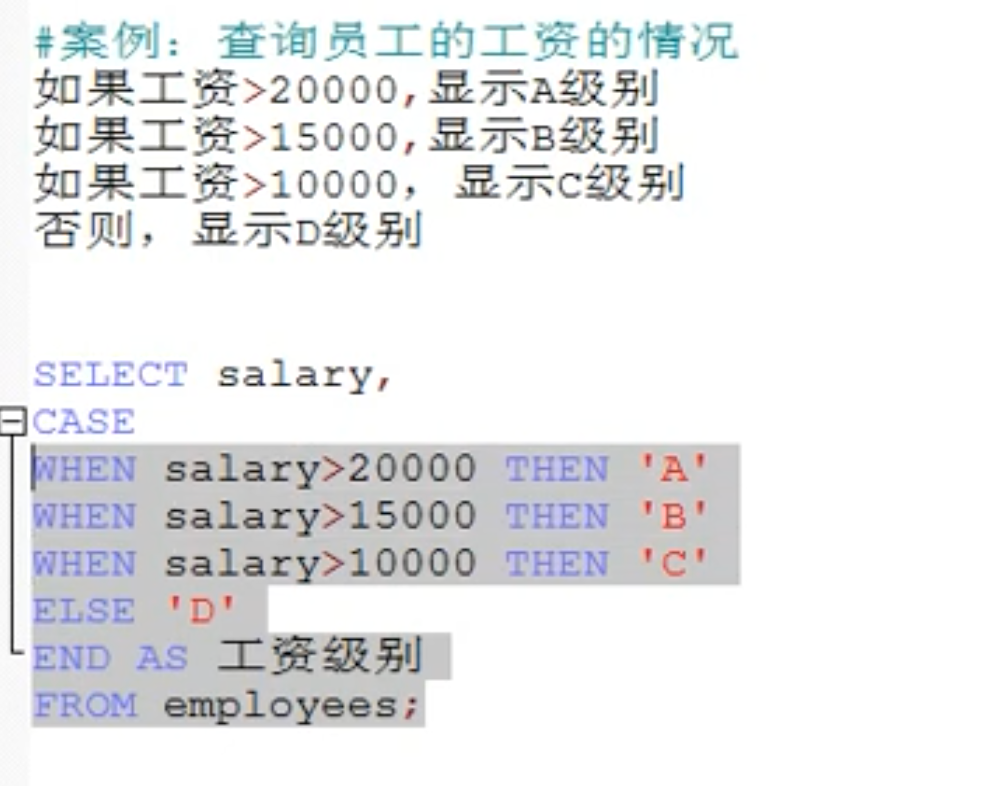 #案例：查询员工的工资的情况
如果工资>20000,显示A级别
如果工资>15000,显示B级别
如果工资>10000，显示C级别
否则，显示D级别
SELECT salary,
CASE
WHEN salary>20000 THEN 'A'
WHEN salary>15000 THEN 'B'
WHEN salary>10000 THEN 'C'
ELSE 'D'
END AS 工资级别
FROM employees;